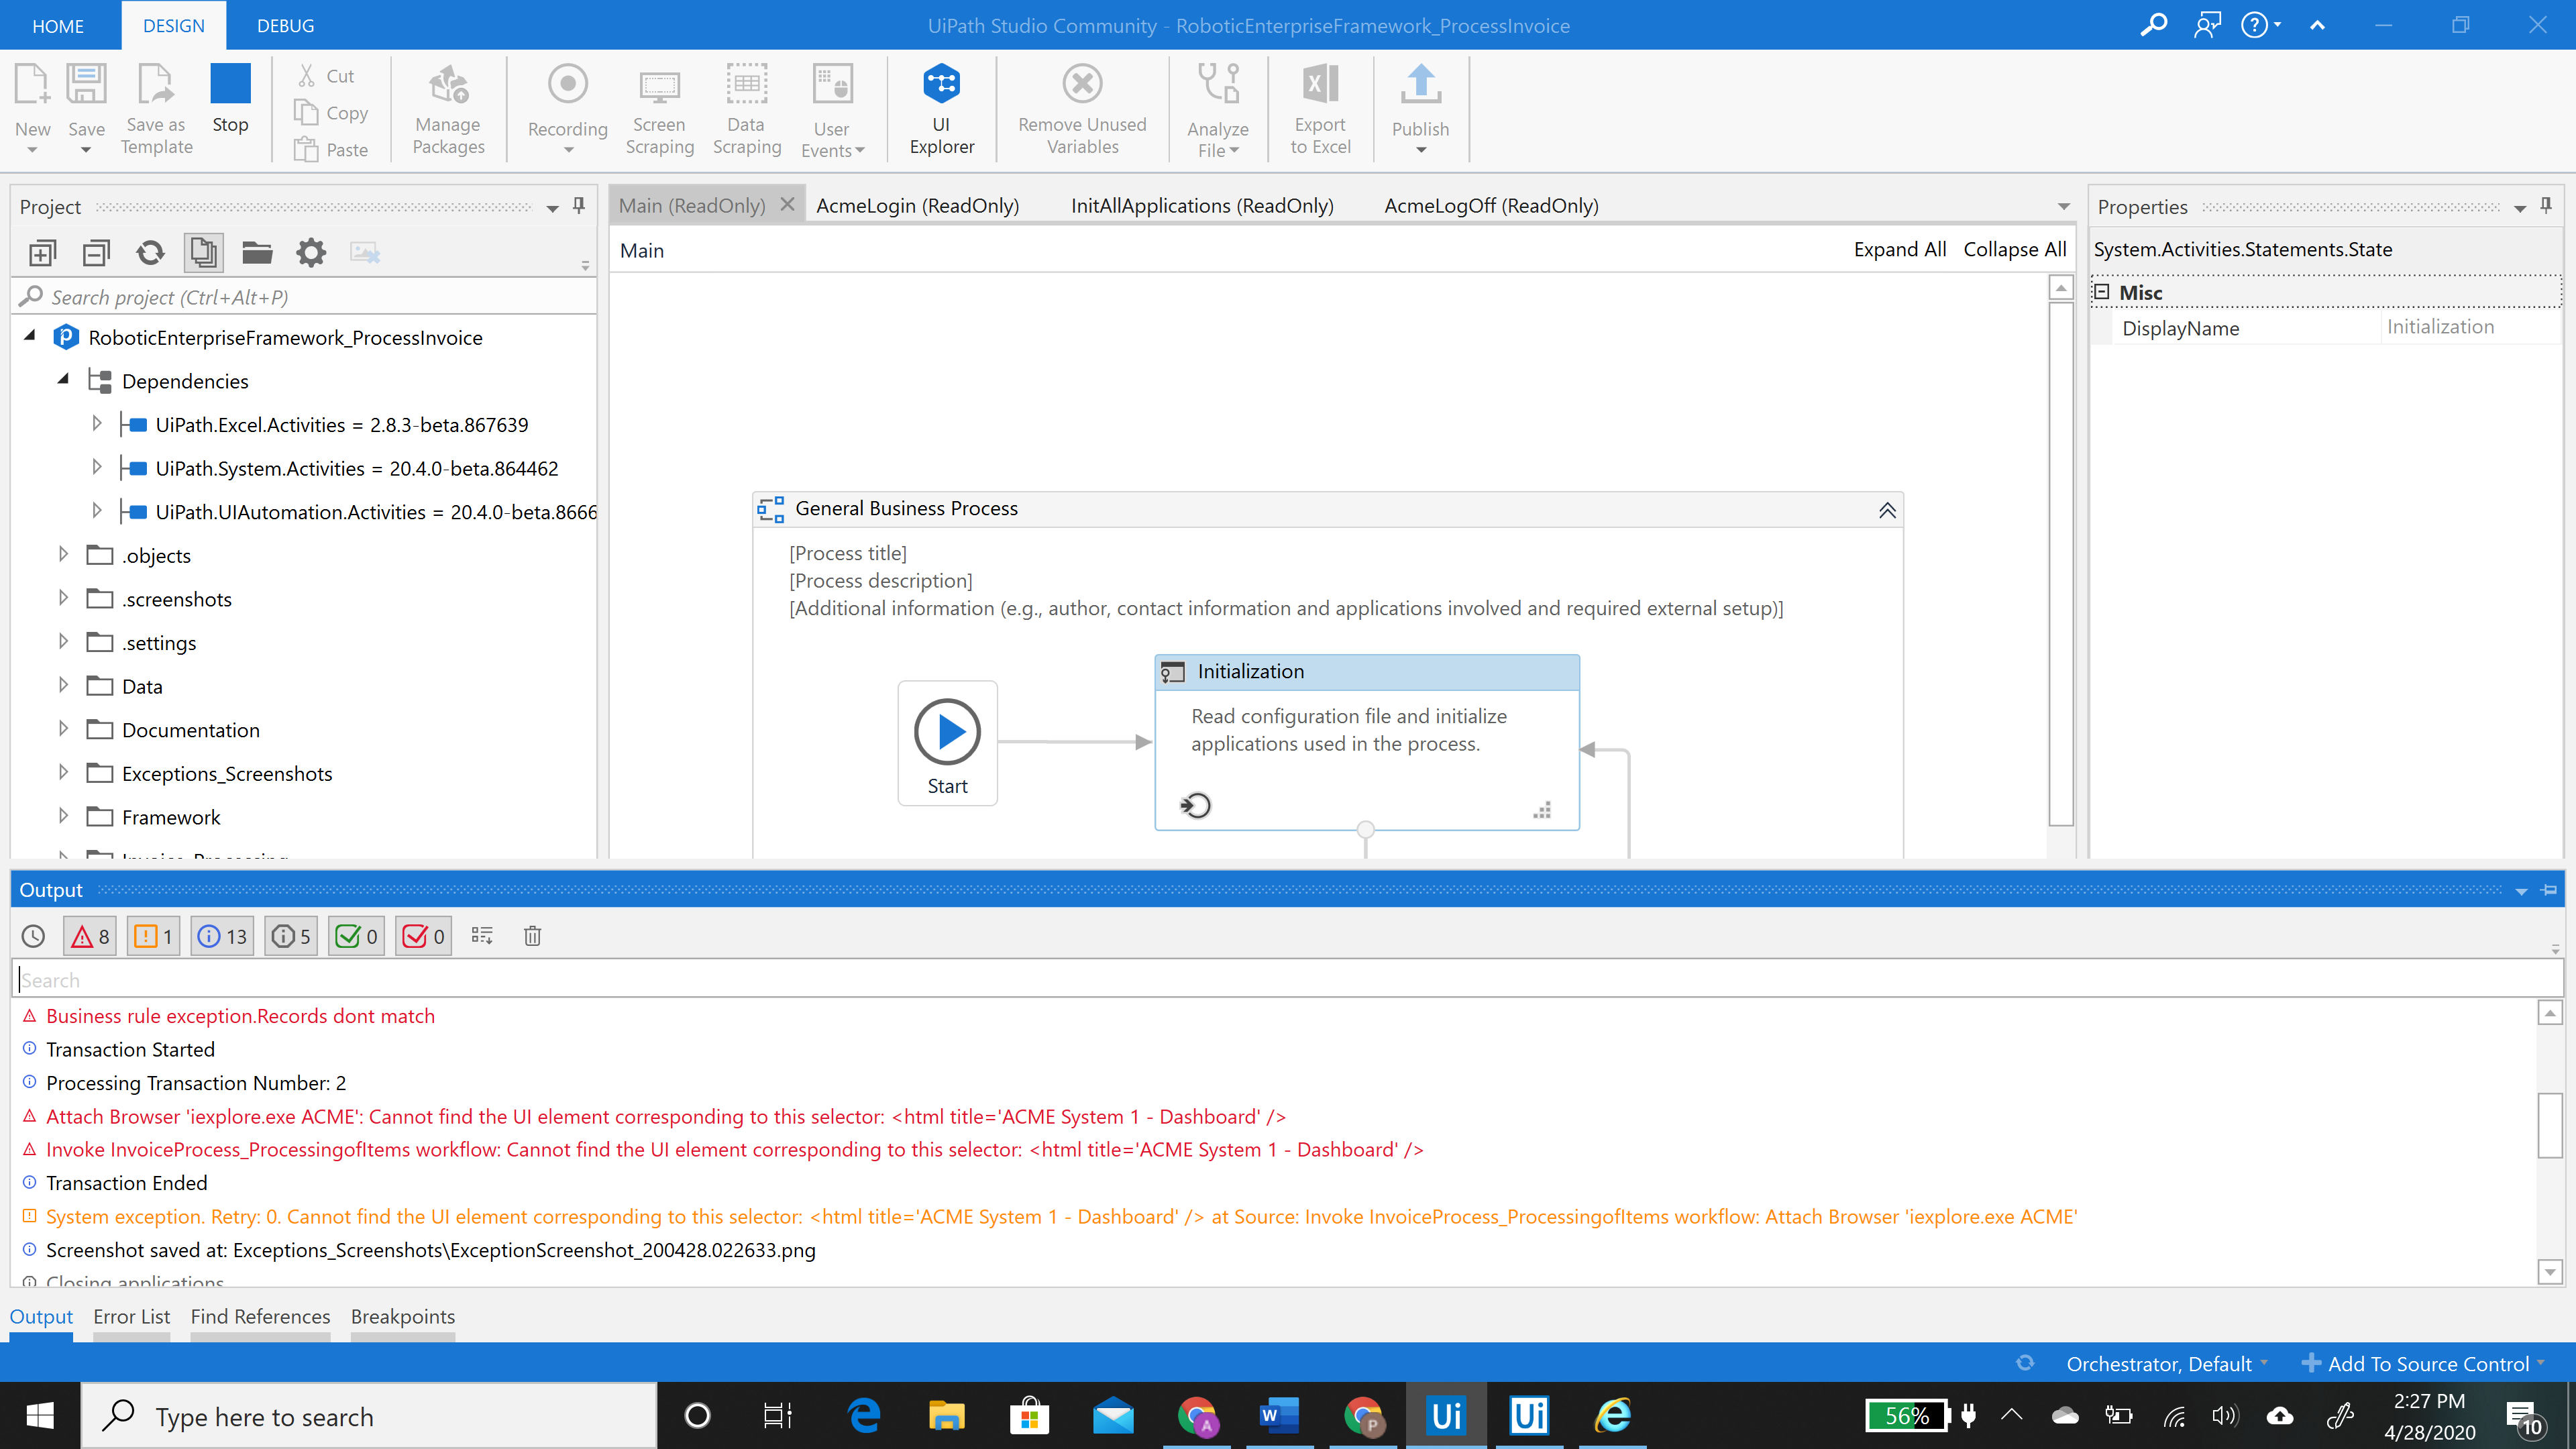 HOME DESIGN DEBUG UiPath Studio Community - RoboticEnterpriseFramework_ProcessInvoice
New
Save
Save as
Template
Stop
Cut
Copy
Paste
Manage
Packages
Recording
Screen
Scraping
Data
Scraping
User
Events
UI
Explorer
Remove Unused
Variables
Analyze
File
Export
to Excel
Publish
Project
Search project (Ctrl+Alt+P)
RoboticEnterpriseFramework_ProcessInvoice
Dependencies
UiPath.Excel.Activities = 2.8.3-beta.867639
UiPath.System.Activities = 20.4.0-beta.864462
UiPath.UIAutomation.Activities = 20.4.0-beta.8666
.objects
.screenshots
.settings
Data
Documentation
Exceptions_Screenshots
Framework
Main (ReadOnly) AcmeLogin (ReadOnly) InitAllApplications (ReadOnly) AcmeLogOff (ReadOnly)
Main Expand All Collapse All
General Business Process
[Process title]
[Process description]
[Additional information (e.g., author, contact information and applications involved and required external setup)]
Start
Initialization
Read configuration file and initialize
applications used in the process.
Properties
System.Activities.Statements.State
Misc
DisplayName Initialization
Output
8 1 13 5 0 0
Search
Business rule exception.Records dont match
Transaction Started
Processing Transaction Number: 2
Attach Browser 'iexplore.exe ACME': Cannot find the UI element corresponding to this selector: <html title='ACME System 1 - Dashboard' />
Invoke InvoiceProcess_ProcessingofItems workflow: Cannot find the UI element corresponding to this selector: <html title='ACME System 1 - Dashboard' />
Transaction Ended
System exception. Retry: 0. Cannot find the UI element corresponding to this selector: <html title='ACME System 1 - Dashboard' /> at Source: Invoke InvoiceProcess_ProcessingofItems workflow: Attach Browser 'iexplore.exe ACME'
Screenshot saved at: Exceptions_Screenshots\ExceptionScreenshot_200428.022633.png
Closing applications
Output Error List Find References Breakpoints
Orchestrator, Default Add To Source Control
Type here to search
56%
2:27 PM
4/28/2020
10